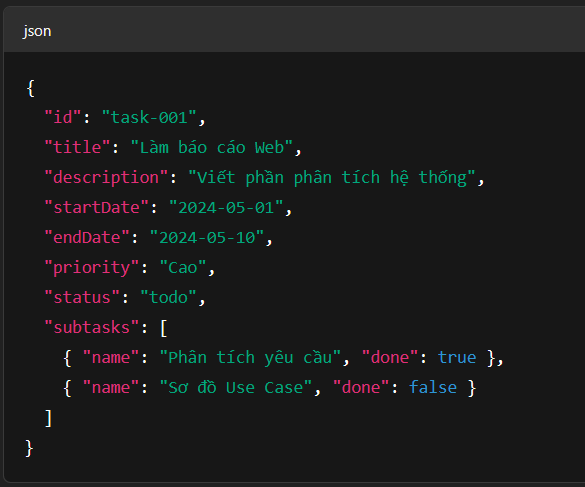 json
{
"id": "task-001",
"title": "Làm báo cáo Web",
"description": "Viết phần phân tích hệ thống",
"startDate": "2024-05-01",
"endDate": "2024-05-10",
"priority": "Cao",
"status": "todo",
"subtasks": [
{ "name": "Phân tích yêu cầu", "done": true },
{ "name": "Sơ đồ Use Case", "done": false }
]
}